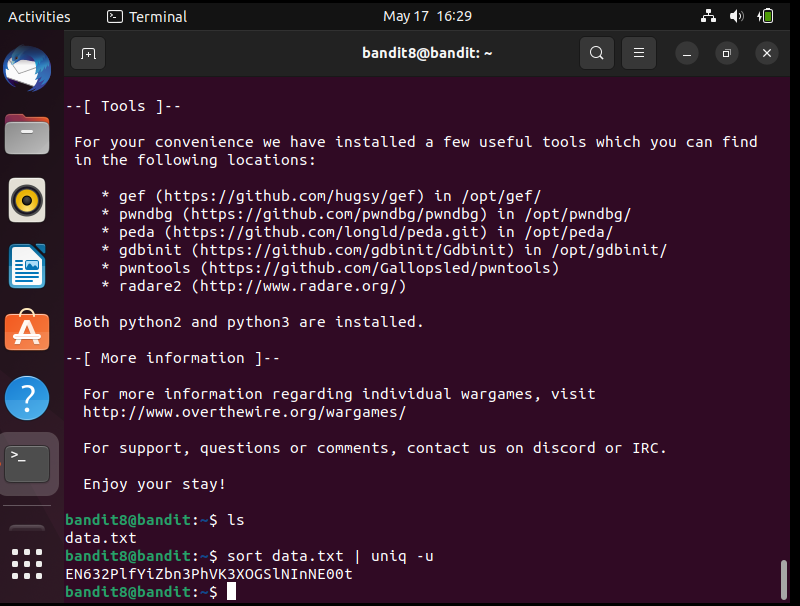 Activities Terminal May 17 16:29
bandit8@bandit: ~
--[ Tools ]--
For your convenience we have installed a few useful tools which you can find
in the following locations:
* gef (https://github.com/hugsy/gef) in /opt/gef/
* pwndbg (https://github.com/pwndbg/pwndbg) in /opt/pwndbg/
* peda (https://github.com/longld/peda.git) in /opt/peda/
* gdbinit (https://github.com/gdbinit/Gdbinit) in /opt/gdbinit/
* pwntools (https://github.com/Gallopsled/pwntools)
* radare2 (http://www.radare.org/)
Both python2 and python3 are installed.
--[ More information ]--
For more information regarding individual wargames, visit
http://www.overthewire.org/wargames/
For support, questions or comments, contact us on discord or IRC.
Enjoy your stay!
bandit8@bandit:~$ ls
data.txt
bandit8@bandit:~$ sort data.txt | uniq -u
EN632PlfYiZbn3PhVK3XOGSlNInNE00t
bandit8@bandit:~$